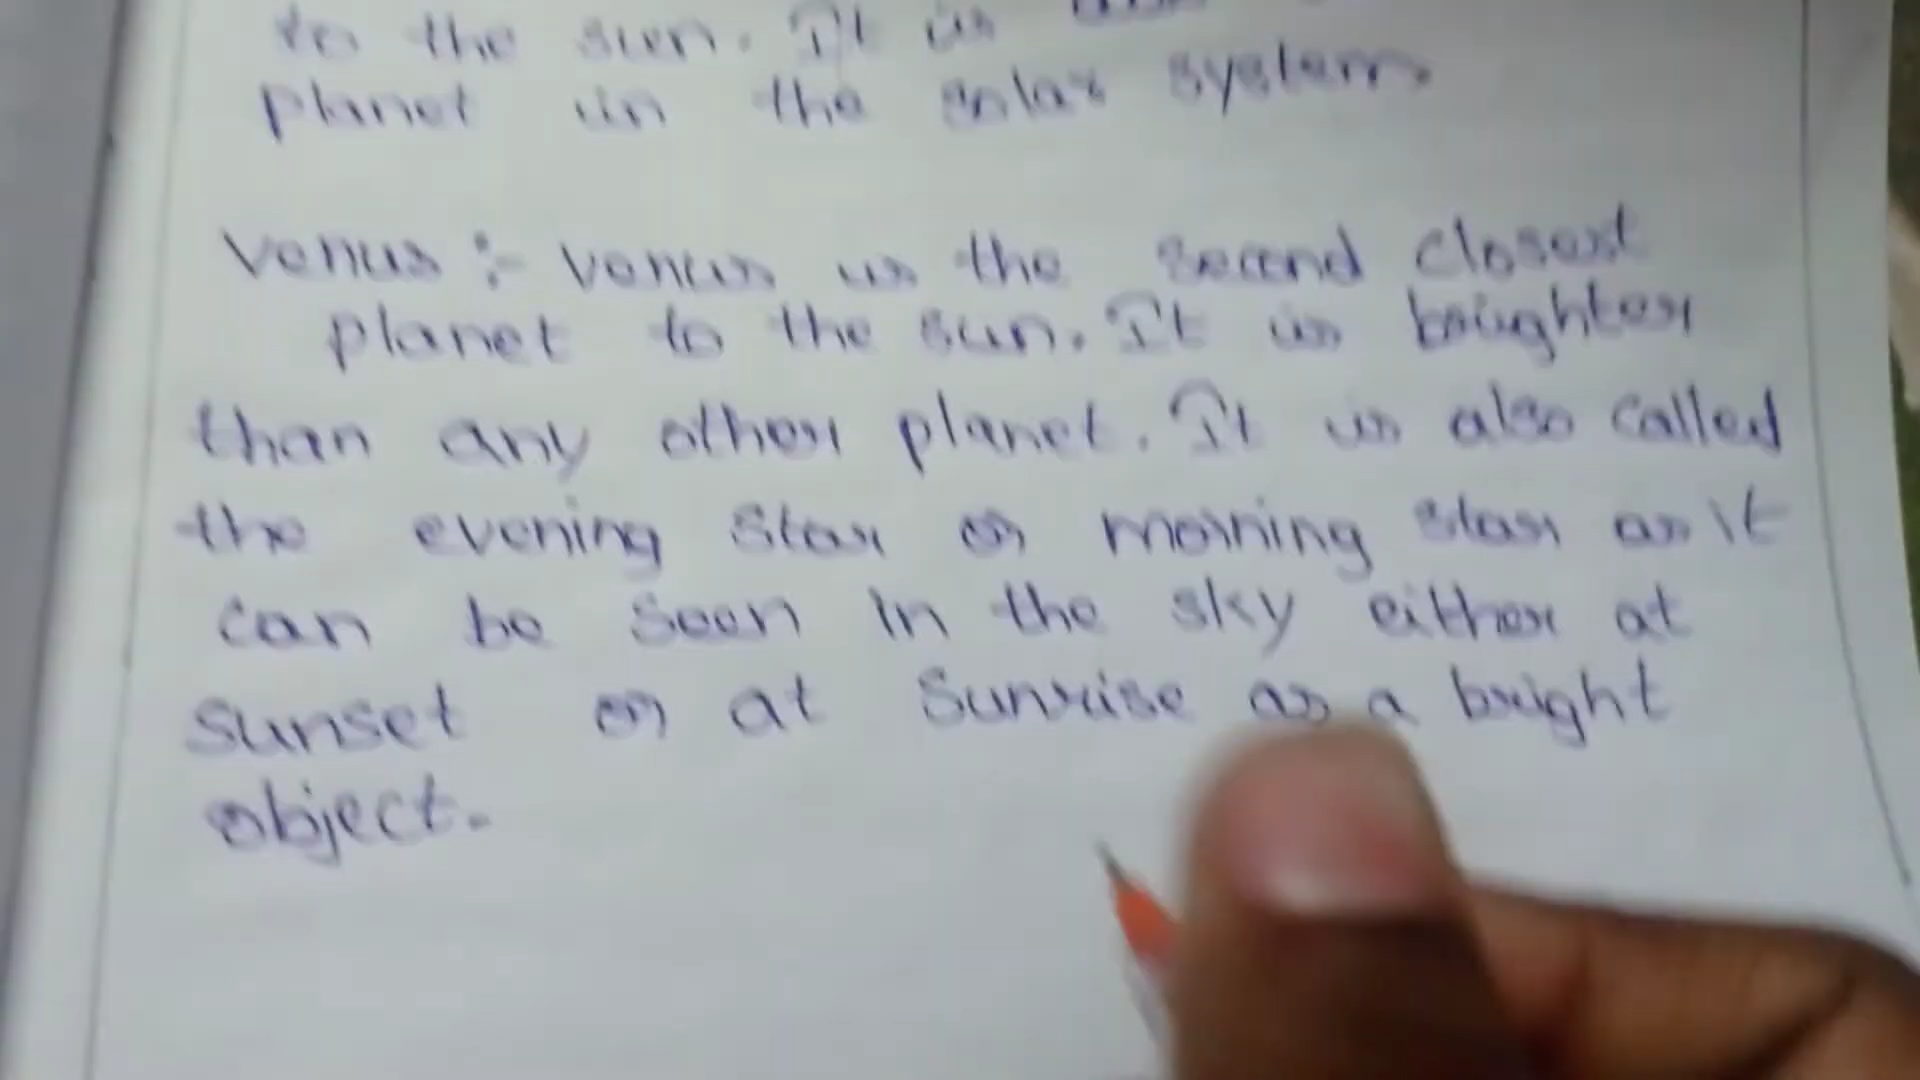 to the sun. It is
planet in the solar system.
Venus :- Venus is the second closest
planet to the sun. It is brighter
than any other planet. It is also called
the evening star or morning star as it
can be seen in the sky either at
sunset or at Sunrise as a bright
object.